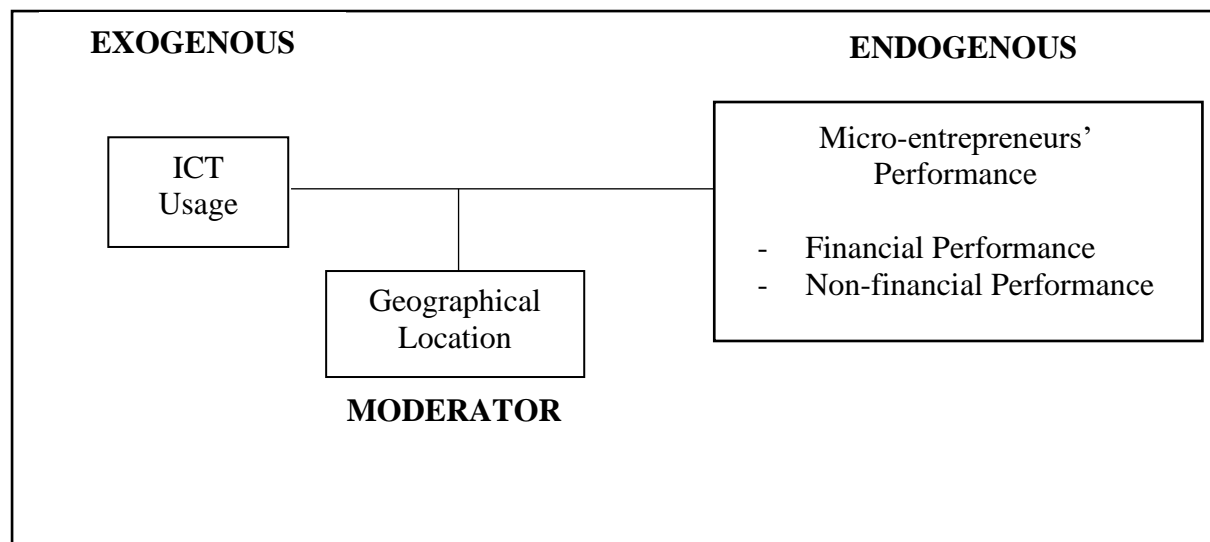 EXOGENOUS
ENDOGENOUS
ICT
Usage
Micro-entrepreneurs’
Performance
- Financial Performance
- Non-financial Performance
Geographical
Location
MODERATOR